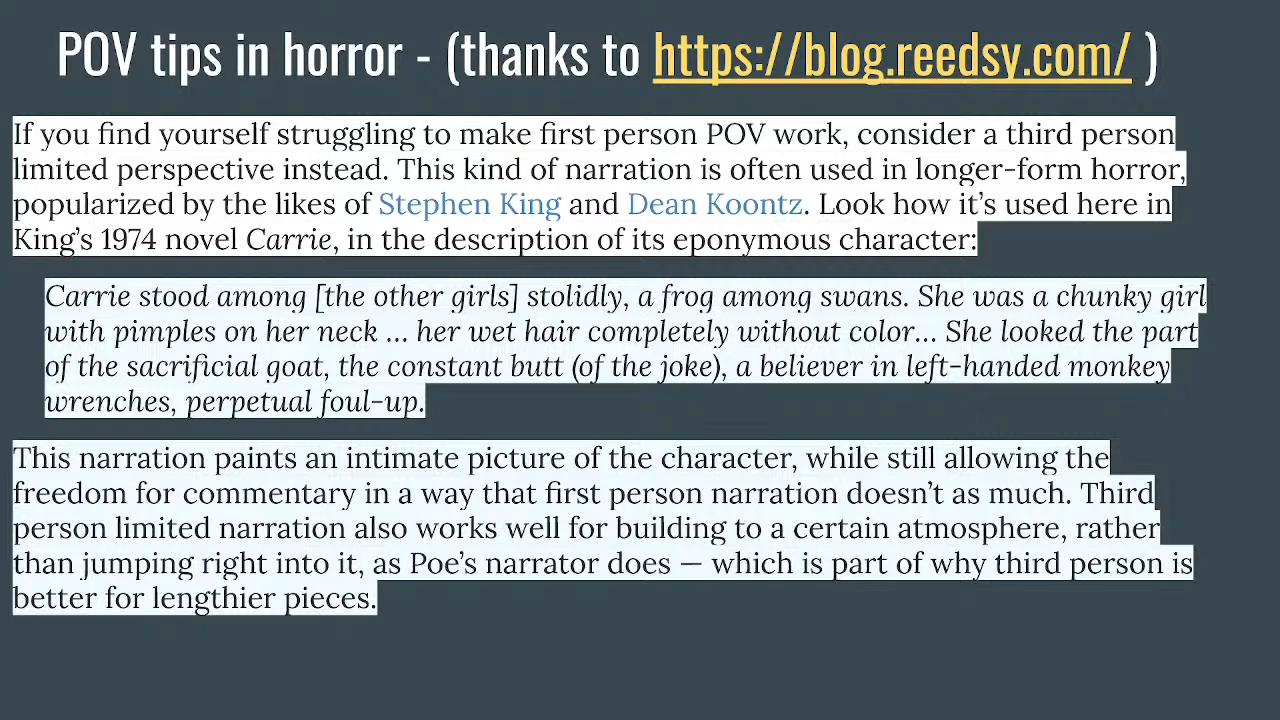 POV tips in horror - (thanks to https://blog.reedsy.com/ )
If you find yourself struggling to make first person POV work, consider a third person
limited perspective instead. This kind of narration is often used in longer-form horror,
popularized by the likes of Stephen King and Dean Koontz. Look how it’s used here in
King’s 1974 novel Carrie, in the description of its eponymous character:
Carrie stood among [the other girls] stolidly, a frog among swans. She was a chunky girl
with pimples on her neck … her wet hair completely without color… She looked the part
of the sacrificial goat, the constant butt (of the joke), a believer in left-handed monkey
wrenches, perpetual foul-up.
This narration paints an intimate picture of the character, while still allowing the
freedom for commentary in a way that first person narration doesn’t as much. Third
person limited narration also works well for building to a certain atmosphere, rather
than jumping right into it, as Poe’s narrator does — which is part of why third person is
better for lengthier pieces.